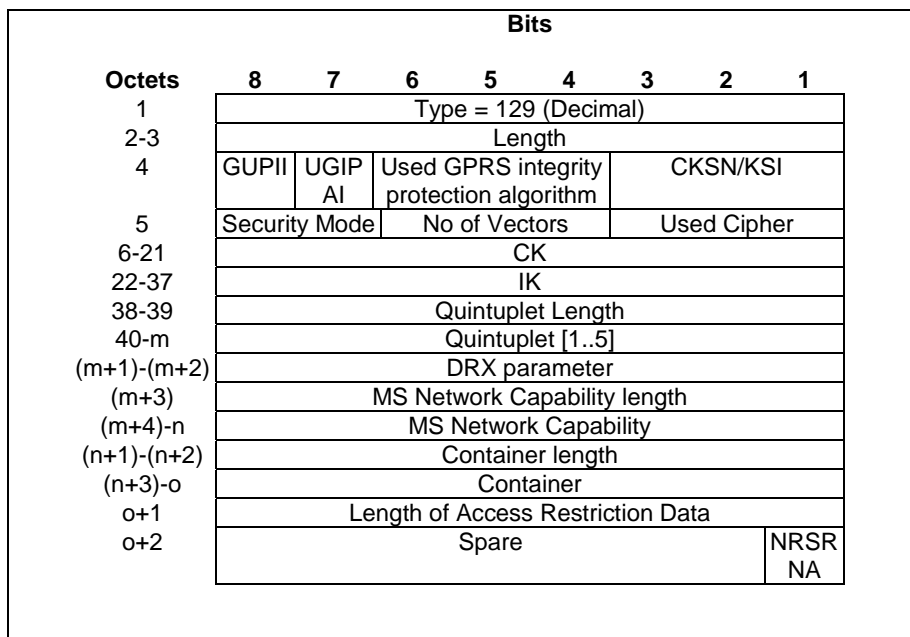 Bits
Octets 8 7 6 5 4 3 2 1
1 Type = 129 (Decimal)
2-3 Length
4 GUPII UGIP Used GPRS integrity CKSN/KSI
AI protection algorithm
5 Security Mode No of Vectors Used Cipher
6-21 CK
22-37 IK
38-39 Quintuplet Length
40-m Quintuplet [1..5]
(m+1)-(m+2) DRX parameter
(m+3) MS Network Capability length
(m+4)-n MS Network Capability
(n+1)-(n+2) Container length
(n+3)-o Container
o+1 Length of Access Restriction Data
o+2 Spare NRSR
NA